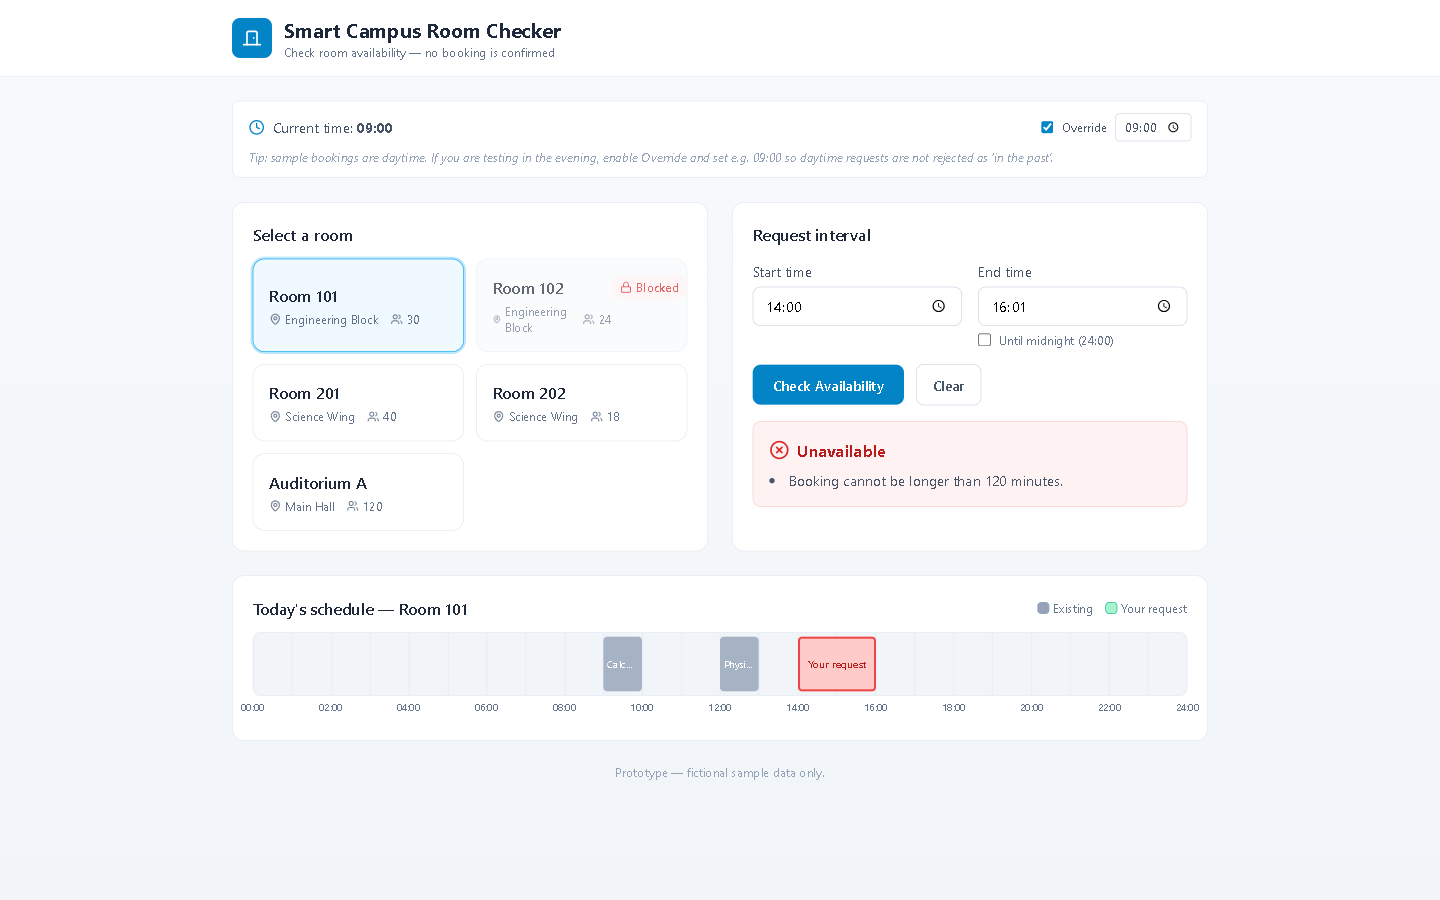 Smart Campus Room Checker
Check room availability — no booking is confirmed
Current time: 09:00
Override
09:00
Tip: sample bookings are daytime. If you are testing in the evening, enable Override and set e.g. 09:00 so daytime requests are not rejected as 'in the past'.
Select a room
Room 101
Engineering Block 30
Room 102
Blocked
Engineering
Block
24
Room 201
Science Wing 40
Room 202
Science Wing 18
Auditorium A
Main Hall 120
Request interval
Start time
14:00
End time
16:01
Until midnight (24:00)
Check Availability
Clear
Unavailable
• Booking cannot be longer than 120 minutes.
Today's schedule — Room 101
Existing
Your request
Calc...
Physi...
Your request
00:00 02:00 04:00 06:00 08:00 10:00 12:00 14:00 16:00 18:00 20:00 22:00 24:00
Prototype — fictional sample data only.